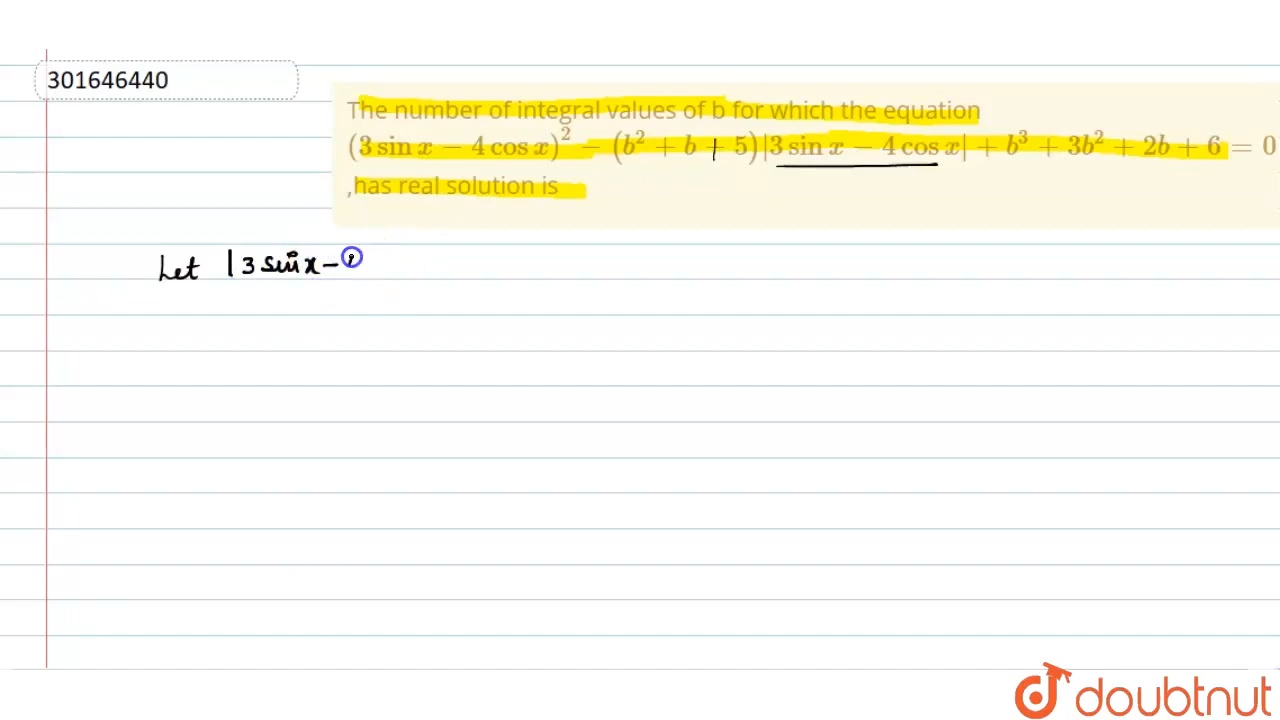 301646440
The number of integral values of b for which the equation
(3 sin x − 4 cos x)² − (b² + b + 5)|3 sin x − 4 cos x| + b³ + 3b² + 2b + 6 = 0
,has real solution is
Let |3 sin x −
doubtnut